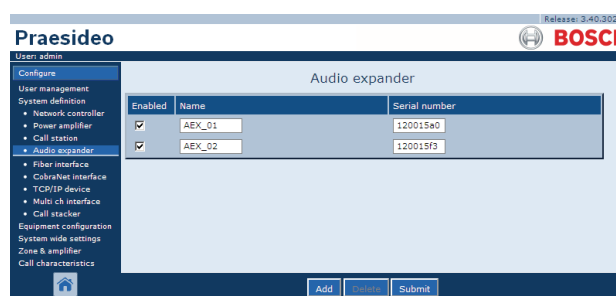 Release: 3.40.302
Praesideo
BOSCH
User: admin
Configure
User management
System definition
• Network controller
• Power amplifier
• Call station
• Audio expander
• Fiber interface
• CobraNet interface
• TCP/IP device
• Multi ch interface
• Call stacker
Equipment configuration
System wide settings
Zone & amplifier
Call characteristics
Audio expander
Enabled Name Serial number
AEX_01 120015a0
AEX_02 120015f3
Add Delete Submit